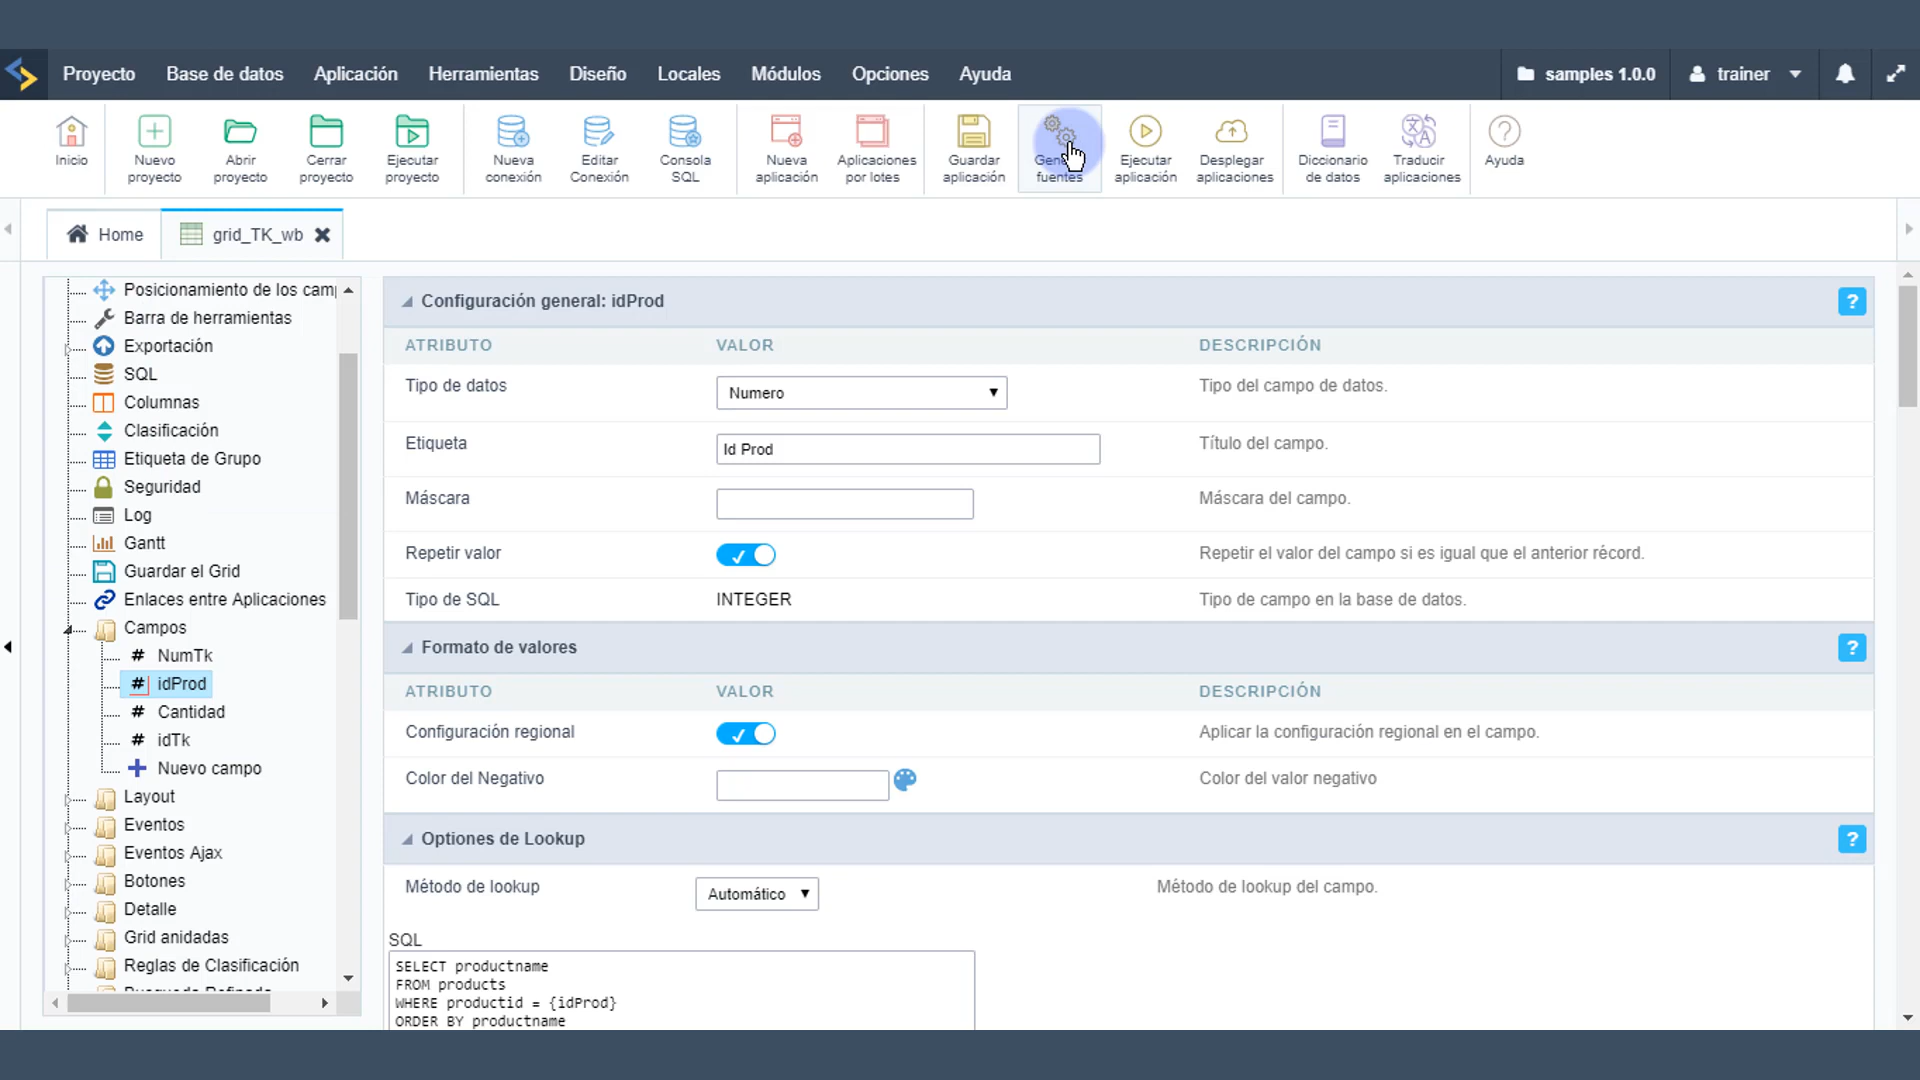 Proyecto Base de datos Aplicación Herramientas Diseño Locales Módulos Opciones Ayuda samples 1.0.0 trainer
Inicio
Nuevo proyecto
Abrir proyecto
Cerrar proyecto
Ejecutar proyecto
Nueva conexión
Editar Conexión
Consola SQL
Nueva aplicación
Aplicaciones por lotes
Guardar aplicación
fuentes
Ejecutar aplicación
Desplegar aplicaciones
Diccionario de datos
Traducir aplicaciones
Ayuda
Home grid_TK_wb
Posicionamiento de los cam
Barra de herramientas
Exportación
SQL
Columnas
Clasificación
Etiqueta de Grupo
Seguridad
Log
Gantt
Guardar el Grid
Enlaces entre Aplicaciones
Campos
# NumTk
# idProd
# Cantidad
# idTk
Nuevo campo
Layout
Eventos
Eventos Ajax
Botones
Detalle
Grid anidadas
Reglas de Clasificación
Configuración general: idProd ?
ATRIBUTO VALOR DESCRIPCIÓN
Tipo de datos Numero Tipo del campo de datos.
Etiqueta Id Prod Título del campo.
Máscara Máscara del campo.
Repetir valor Repetir el valor del campo si es igual que el anterior récord.
Tipo de SQL INTEGER Tipo de campo en la base de datos.
Formato de valores ?
ATRIBUTO VALOR DESCRIPCIÓN
Configuración regional Aplicar la configuración regional en el campo.
Color del Negativo Color del valor negativo
Optiones de Lookup ?
Método de lookup Automático Método de lookup del campo.
SQL
SELECT productname
FROM products
WHERE productid = {idProd}
ORDER BY productname